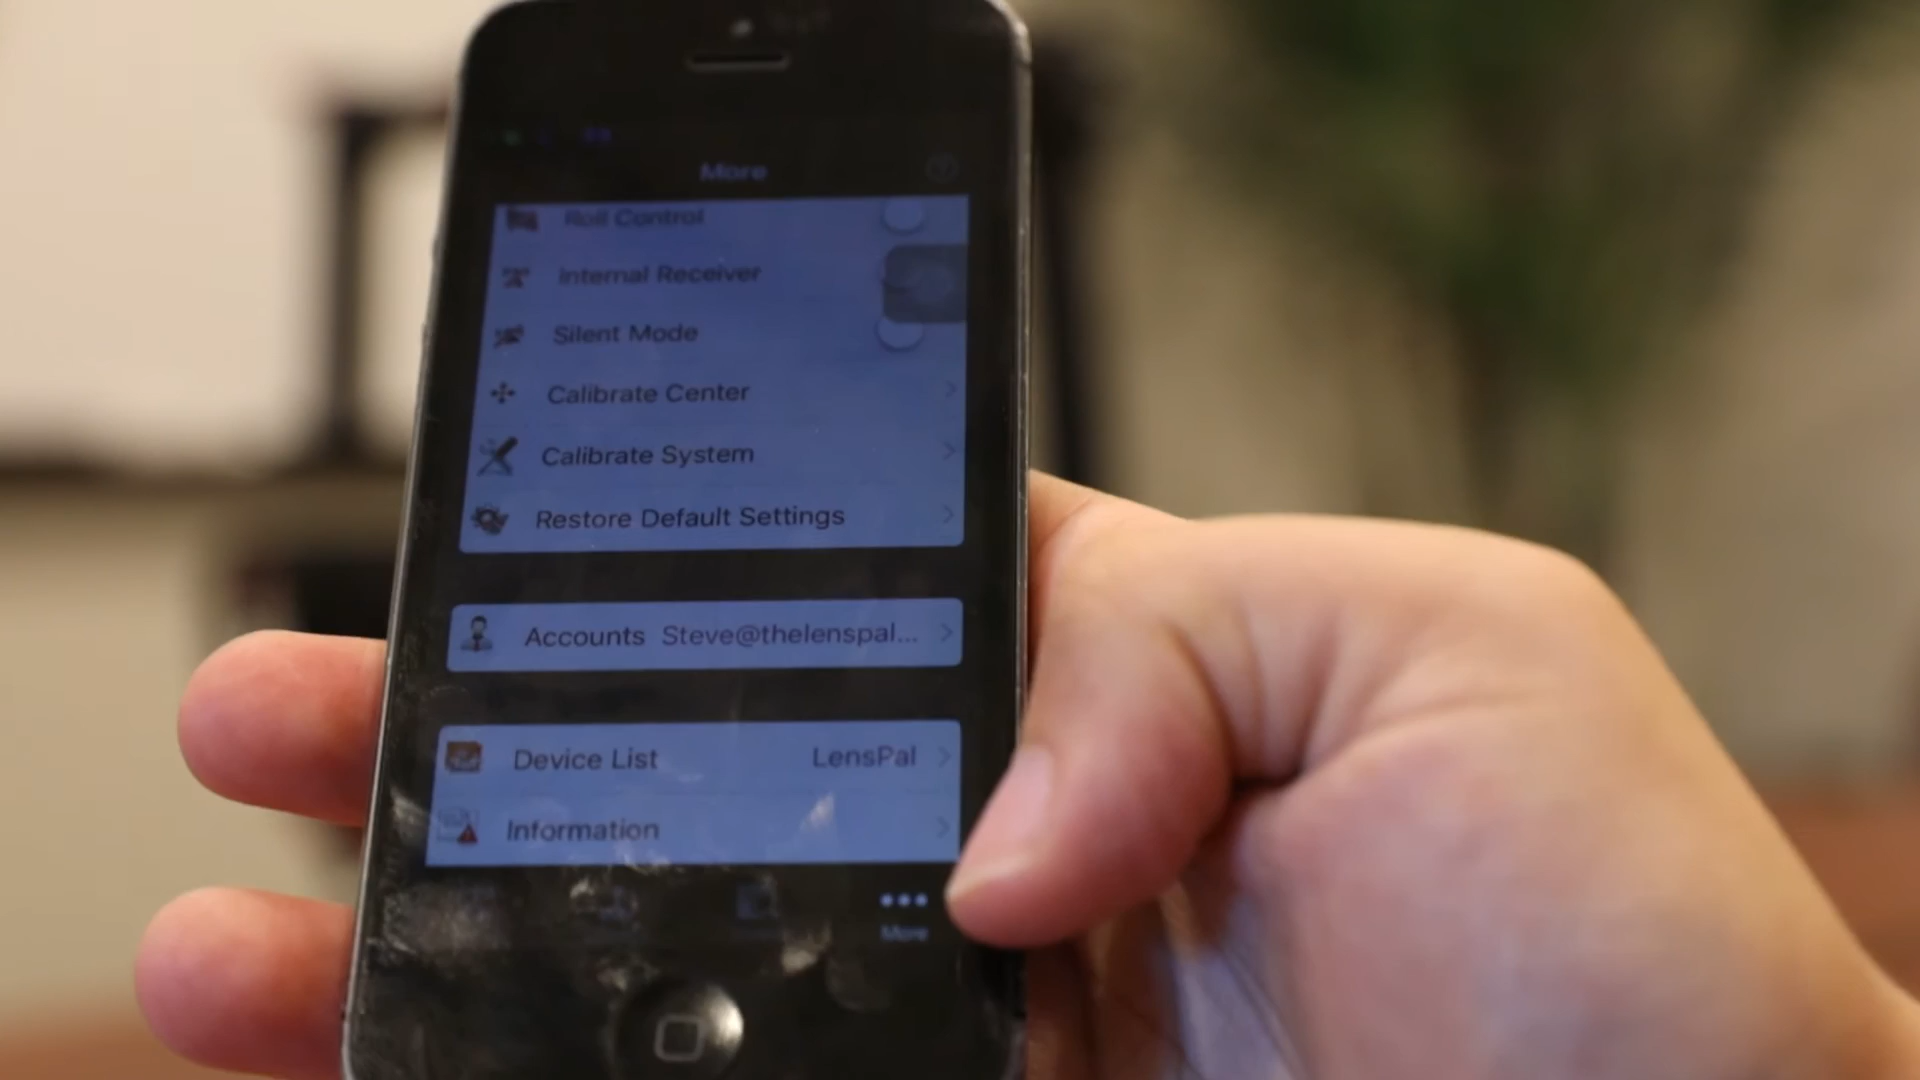 More
Roll Control
Internal Receiver
Silent Mode
Calibrate Center
Calibrate System
Restore Default Settings
Accounts Steve@thelenspal...
Device List LensPal
Information
More